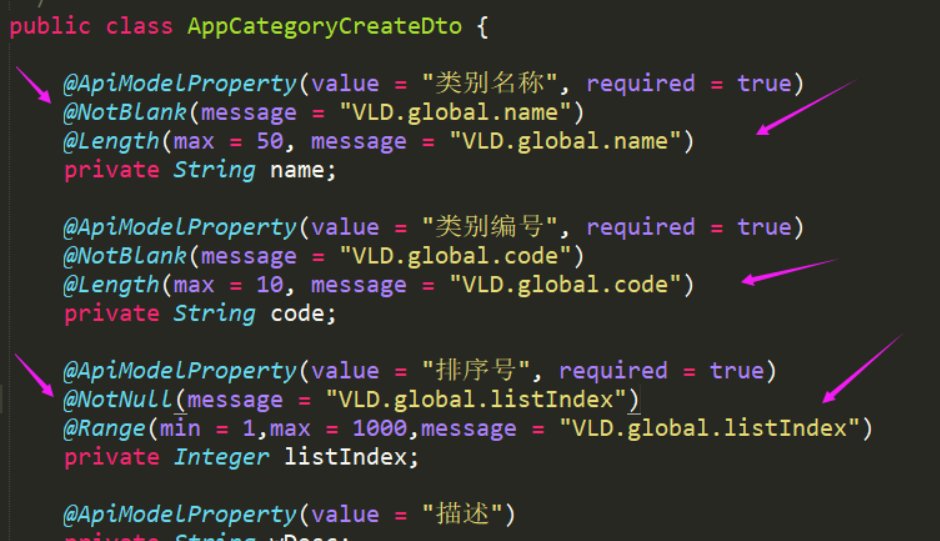 public class AppCategoryCreateDto {
@ApiModelProperty(value = "类别名称", required = true)
@NotBlank(message = "VLD.global.name")
@Length(max = 50, message = "VLD.global.name")
private String name;
@ApiModelProperty(value = "类别编号", required = true)
@NotBlank(message = "VLD.global.code")
@Length(max = 10, message = "VLD.global.code")
private String code;
@ApiModelProperty(value = "排序号", required = true)
@NotNull(message = "VLD.global.listIndex")
@Range(min = 1,max = 1000,message = "VLD.global.listIndex")
private Integer listIndex;
@ApiModelProperty(value = "描述")
private String